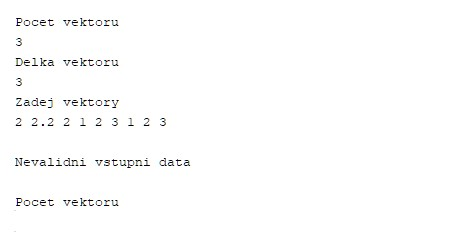 Pocet vektoru
3
Delka vektoru
3
Zadej vektory
2 2.2 2 1 2 3 1 2 3
Nevalidni vstupni data
Pocet vektoru